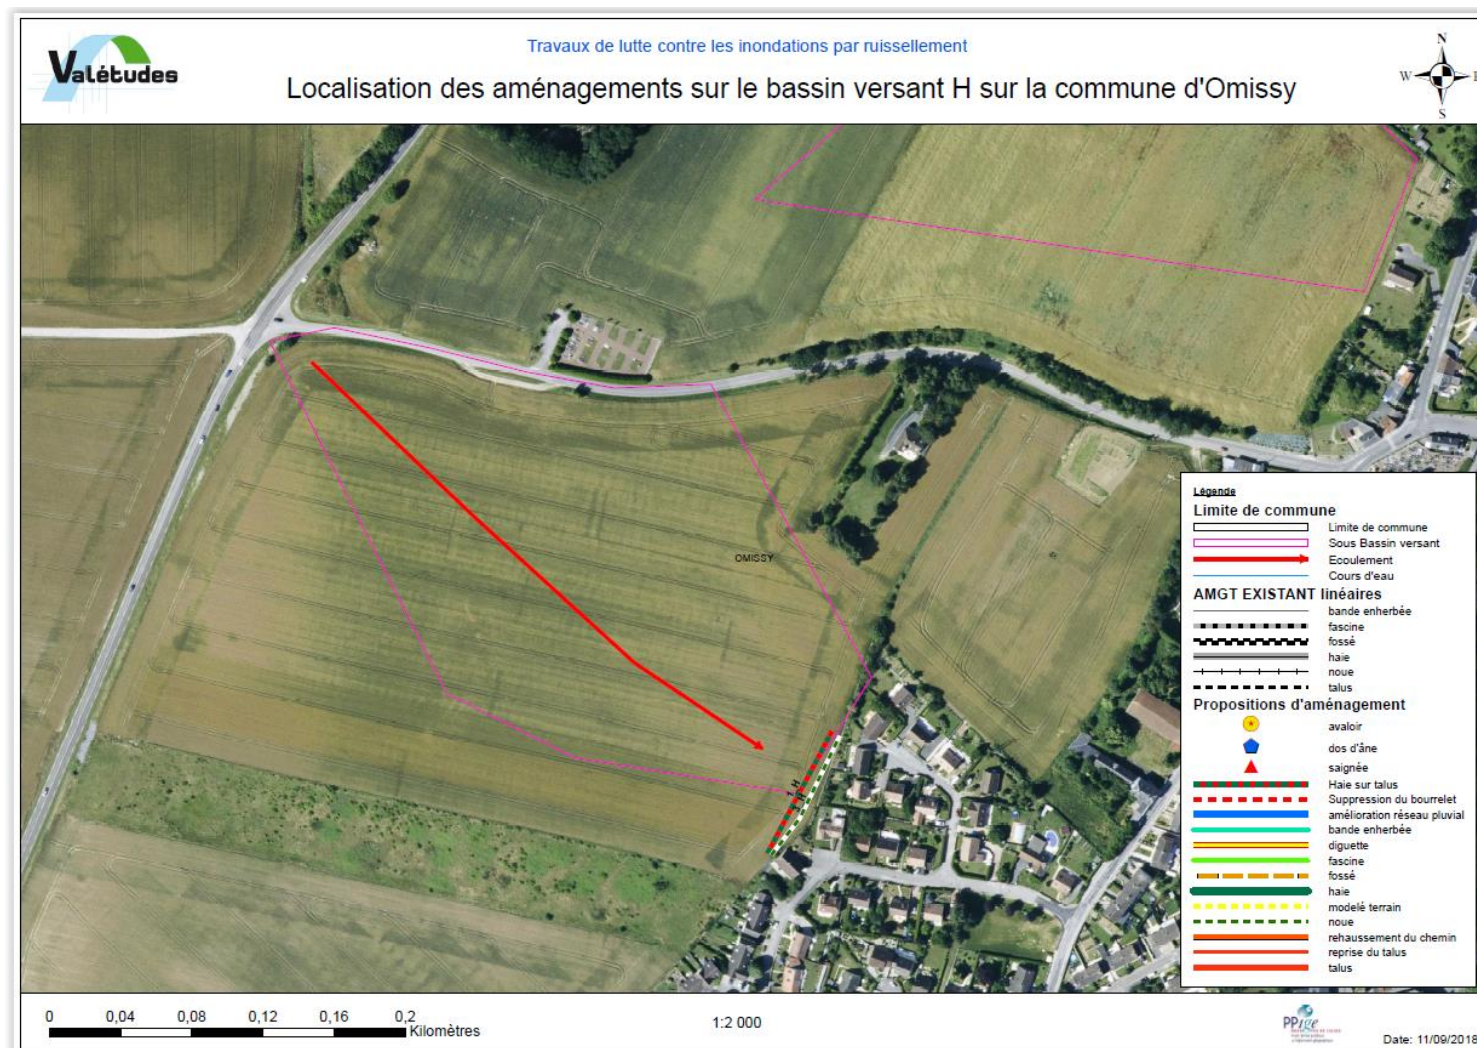 Valétudes
Travaux de lutte contre les inondations par ruissellement
Localisation des aménagements sur le bassin versant H sur la commune d'Omissy
N
W
E
S
OMISSY
Légende
Limite de commune
Limite de commune
Sous Bassin versant
Ecoulement
Cours d'eau
AMGT EXISTANT linéaires
bande enherbée
fascine
fossé
haie
noue
talus
Propositions d'aménagement
avaloir
dos d'âne
saignée
Haie sur talus
Suppression du bourrelet
amélioration réseau pluvial
bande enherbée
diguette
fascine
fossé
haie
modelé terrain
noue
rehaussement du chemin
reprise du talus
talus
0 0,04 0,08 0,12 0,16 0,2
Kilomètres
1:2 000
PPige
Date: 11/09/2018